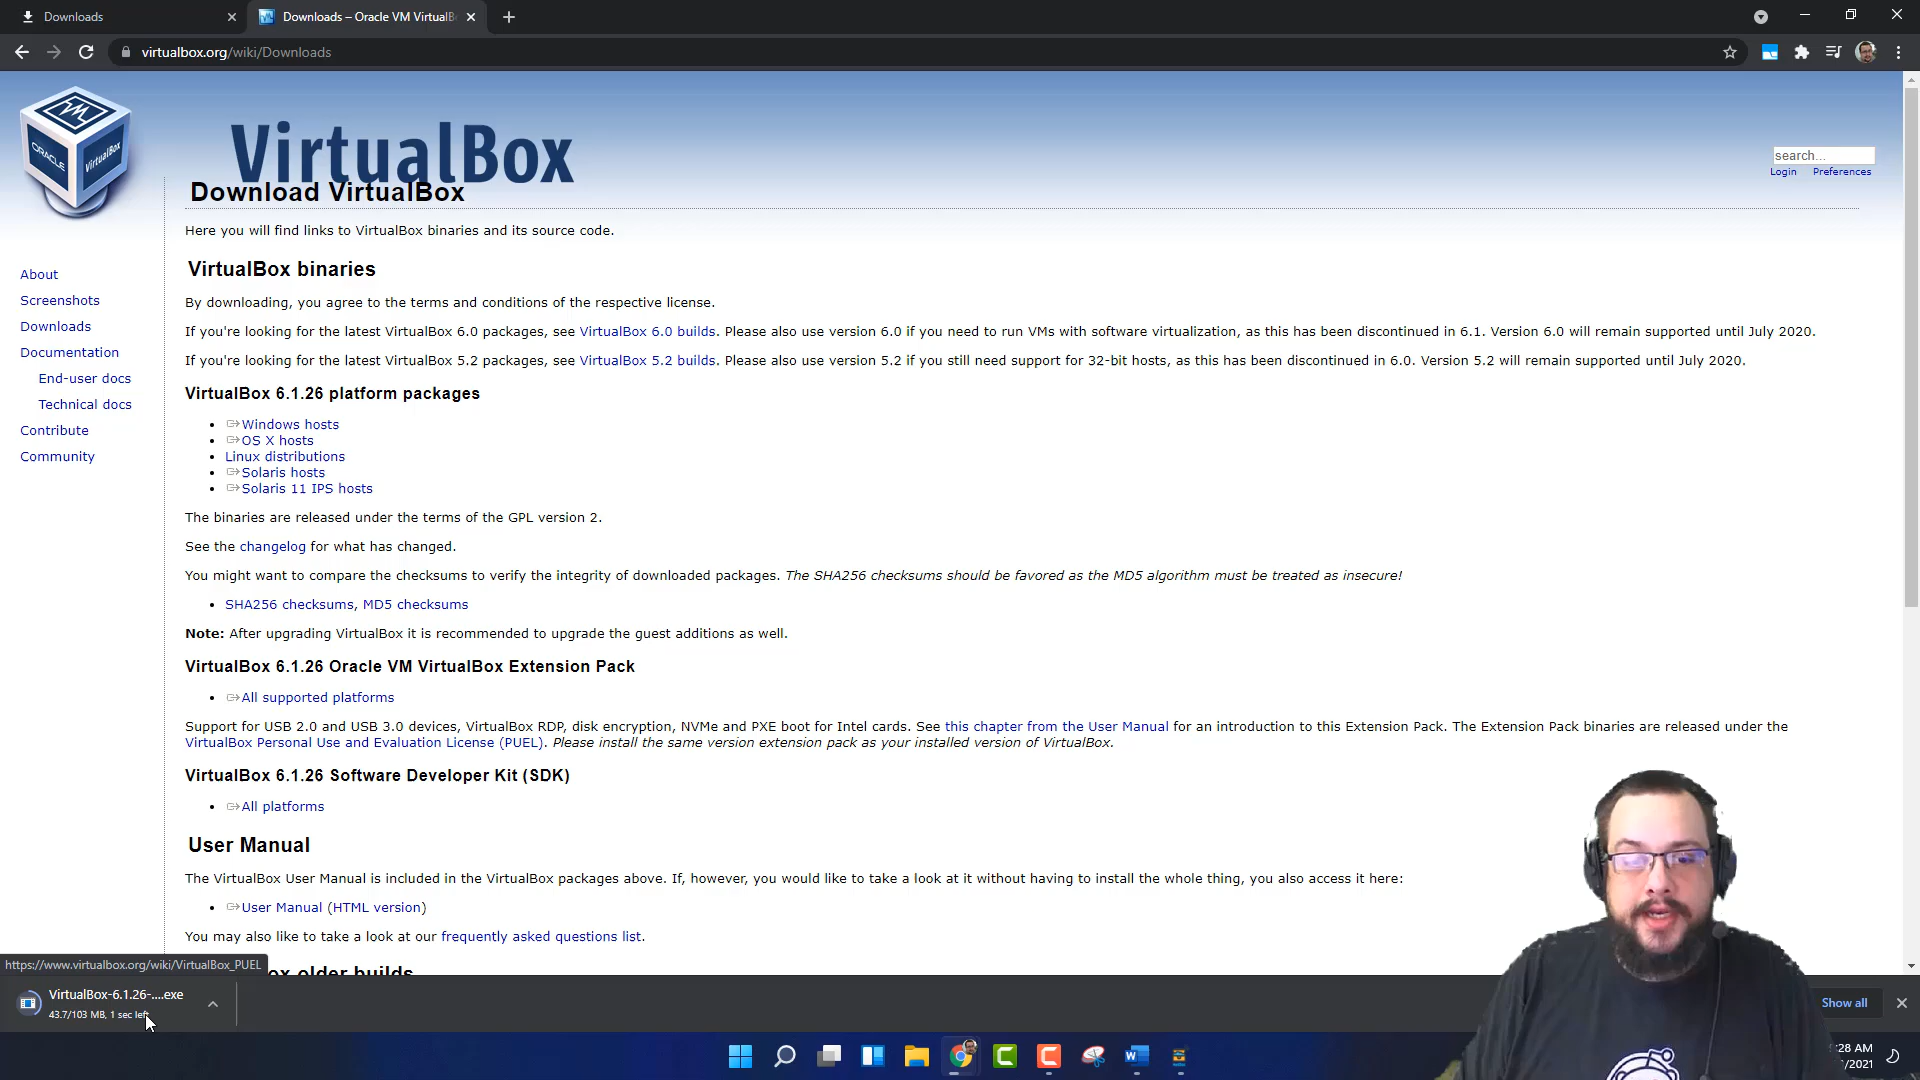 Downloads
Downloads – Oracle VM VirtualB
virtualbox.org/wiki/Downloads
ORACLE
VirtualBox
VirtualBox
search...
Login Preferences
Download VirtualBox
Here you will find links to VirtualBox binaries and its source code.
About
Screenshots
Downloads
Documentation
End-user docs
Technical docs
Contribute
Community
VirtualBox binaries
By downloading, you agree to the terms and conditions of the respective license.
If you're looking for the latest VirtualBox 6.0 packages, see VirtualBox 6.0 builds. Please also use version 6.0 if you need to run VMs with software virtualization, as this has been discontinued in 6.1. Version 6.0 will remain supported until July 2020.
If you're looking for the latest VirtualBox 5.2 packages, see VirtualBox 5.2 builds. Please also use version 5.2 if you still need support for 32-bit hosts, as this has been discontinued in 6.0. Version 5.2 will remain supported until July 2020.
VirtualBox 6.1.26 platform packages
Windows hosts
OS X hosts
Linux distributions
Solaris hosts
Solaris 11 IPS hosts
The binaries are released under the terms of the GPL version 2.
See the changelog for what has changed.
You might want to compare the checksums to verify the integrity of downloaded packages. The SHA256 checksums should be favored as the MD5 algorithm must be treated as insecure!
SHA256 checksums, MD5 checksums
Note: After upgrading VirtualBox it is recommended to upgrade the guest additions as well.
VirtualBox 6.1.26 Oracle VM VirtualBox Extension Pack
All supported platforms
Support for USB 2.0 and USB 3.0 devices, VirtualBox RDP, disk encryption, NVMe and PXE boot for Intel cards. See this chapter from the User Manual for an introduction to this Extension Pack. The Extension Pack binaries are released under the
VirtualBox Personal Use and Evaluation License (PUEL). Please install the same version extension pack as your installed version of VirtualBox.
VirtualBox 6.1.26 Software Developer Kit (SDK)
All platforms
User Manual
The VirtualBox User Manual is included in the VirtualBox packages above. If, however, you would like to take a look at it without having to install the whole thing, you also access it here:
User Manual (HTML version)
You may also like to take a look at our frequently asked questions list.
ox older builds
https://www.virtualbox.org/wiki/VirtualBox_PUEL
VirtualBox-6.1.26-....exe
43.7/103 MB, 1 sec left
Show all
:28 AM
/2021